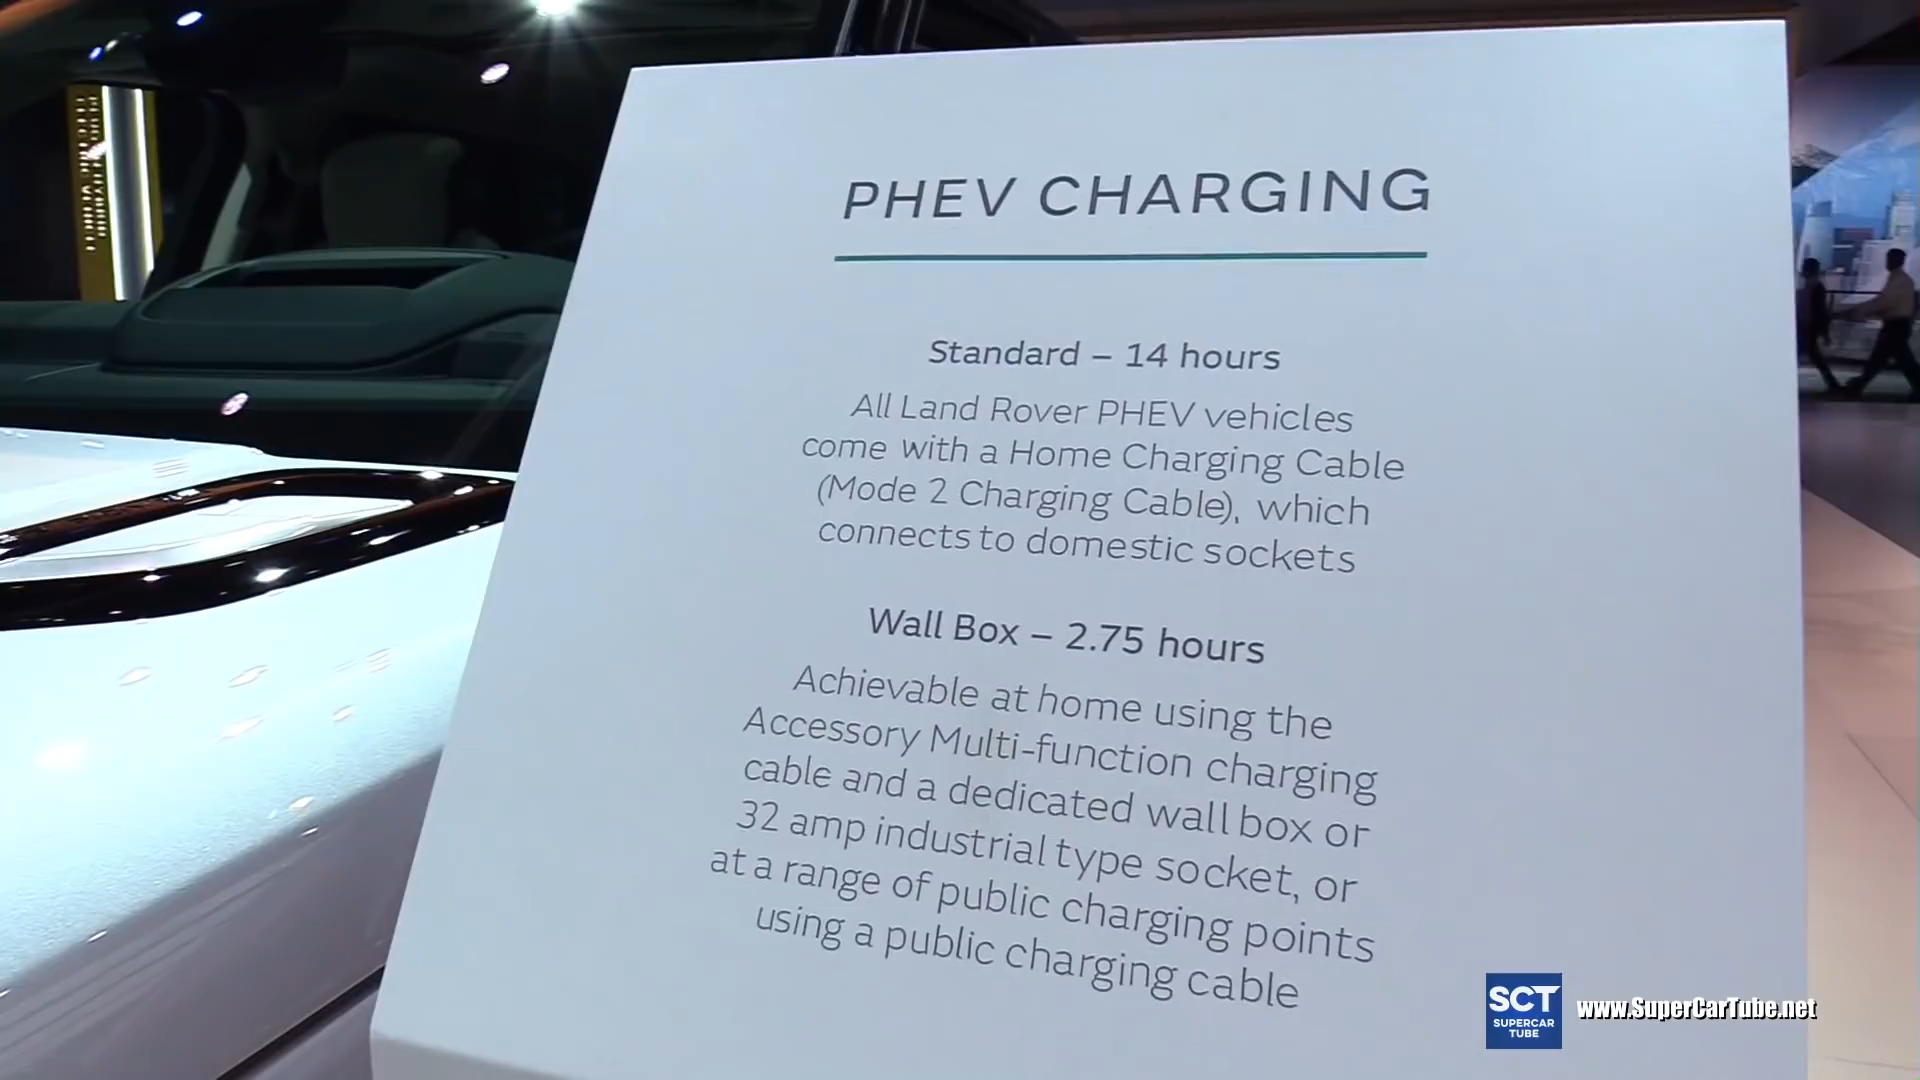 PHEV CHARGING
Standard – 14 hours
All Land Rover PHEV vehicles
come with a Home Charging Cable
(Mode 2 Charging Cable), which
connects to domestic sockets
Wall Box – 2.75 hours
Achievable at home using the
Accessory Multi-function charging
cable and a dedicated wall box or
32 amp industrial type socket, or
at a range of public charging points
using a public charging cable
SCT
SUPERCAR
TUBE
www.SuperCarTube.net